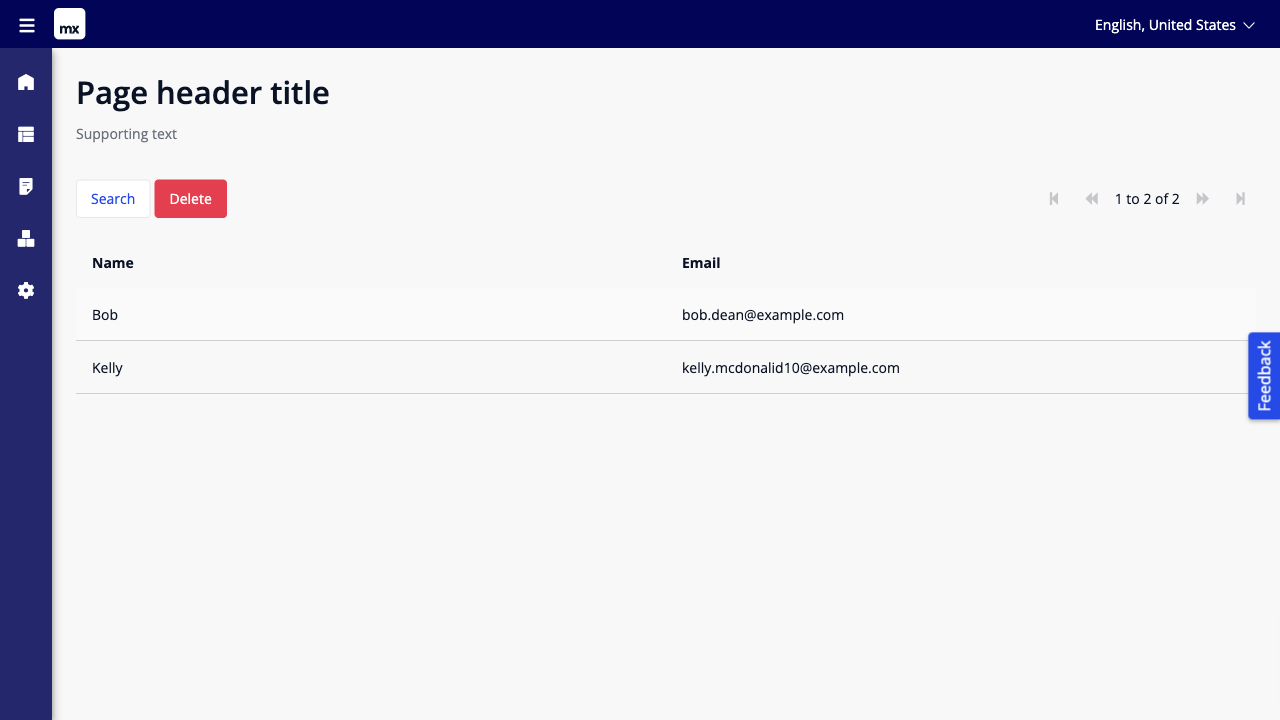 mx
English, United States
Page header title
Supporting text
Search Delete 1 to 2 of 2
Name Email
Bob bob.dean@example.com
Kelly kelly.mcdonalid10@example.com
Feedback